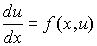 du/dx = f(x,u)